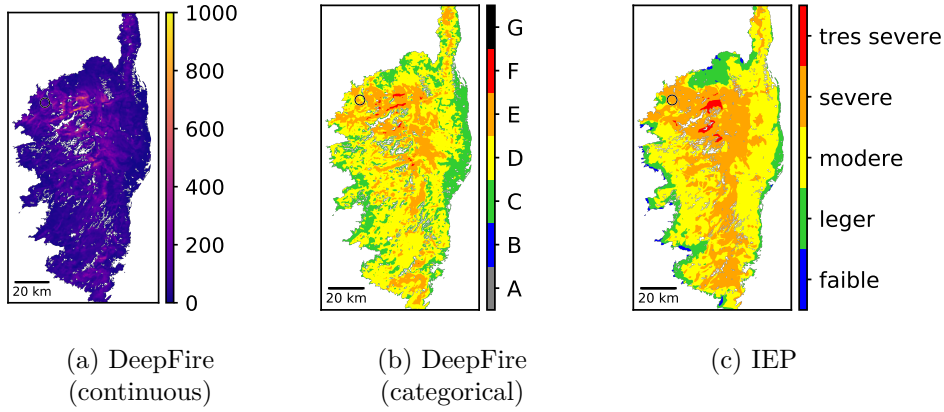 1000
800
600
400
200
0
20 km
G
F
E
D
C
B
A
20 km
tres severe
severe
modere
leger
faible
20 km
(a) DeepFire
(continuous)
(b) DeepFire
(categorical)
(c) IEP